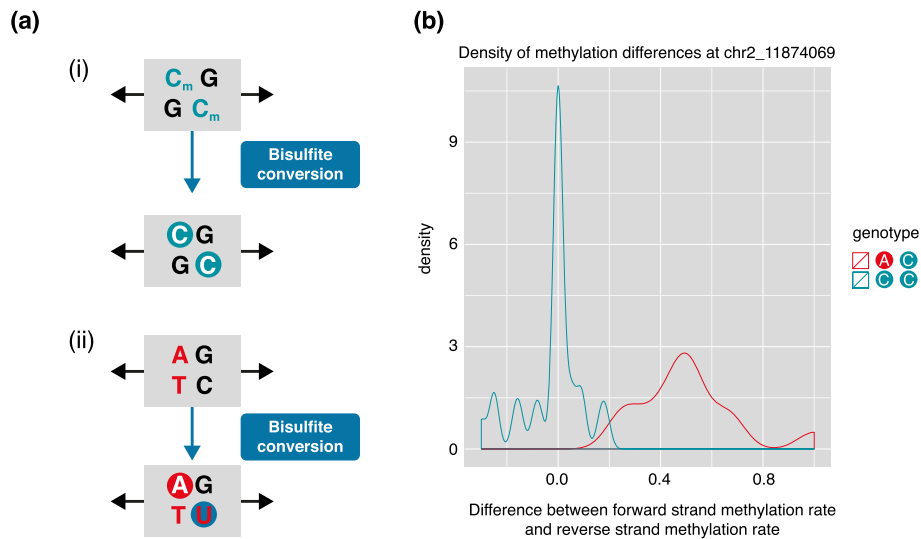 (a)
(i)
Cm G
G Cm
Bisulfite
conversion
C G
G C
(ii)
A G
T C
Bisulfite
conversion
A G
T U
(b)
Density of methylation differences at chr2_11874069
density
9
6
3
0
0.0 0.4 0.8
Difference between forward strand methylation rate
and reverse strand methylation rate
genotype
A C
C C